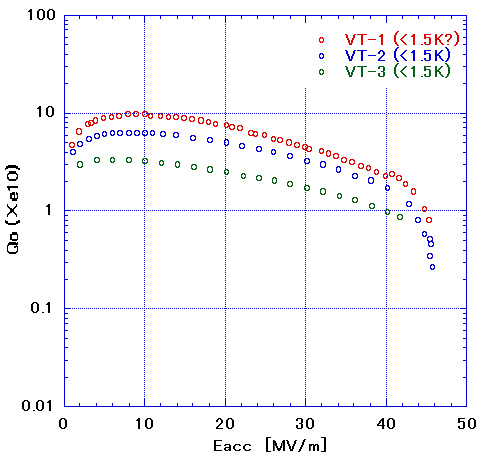 100
VT-1 (<1.5K?)
VT-2 (<1.5K)
VT-3 (<1.5K)
10
1
0.1
0.01
Qo (×e10)
0 10 20 30 40 50
Eacc [MV/m]